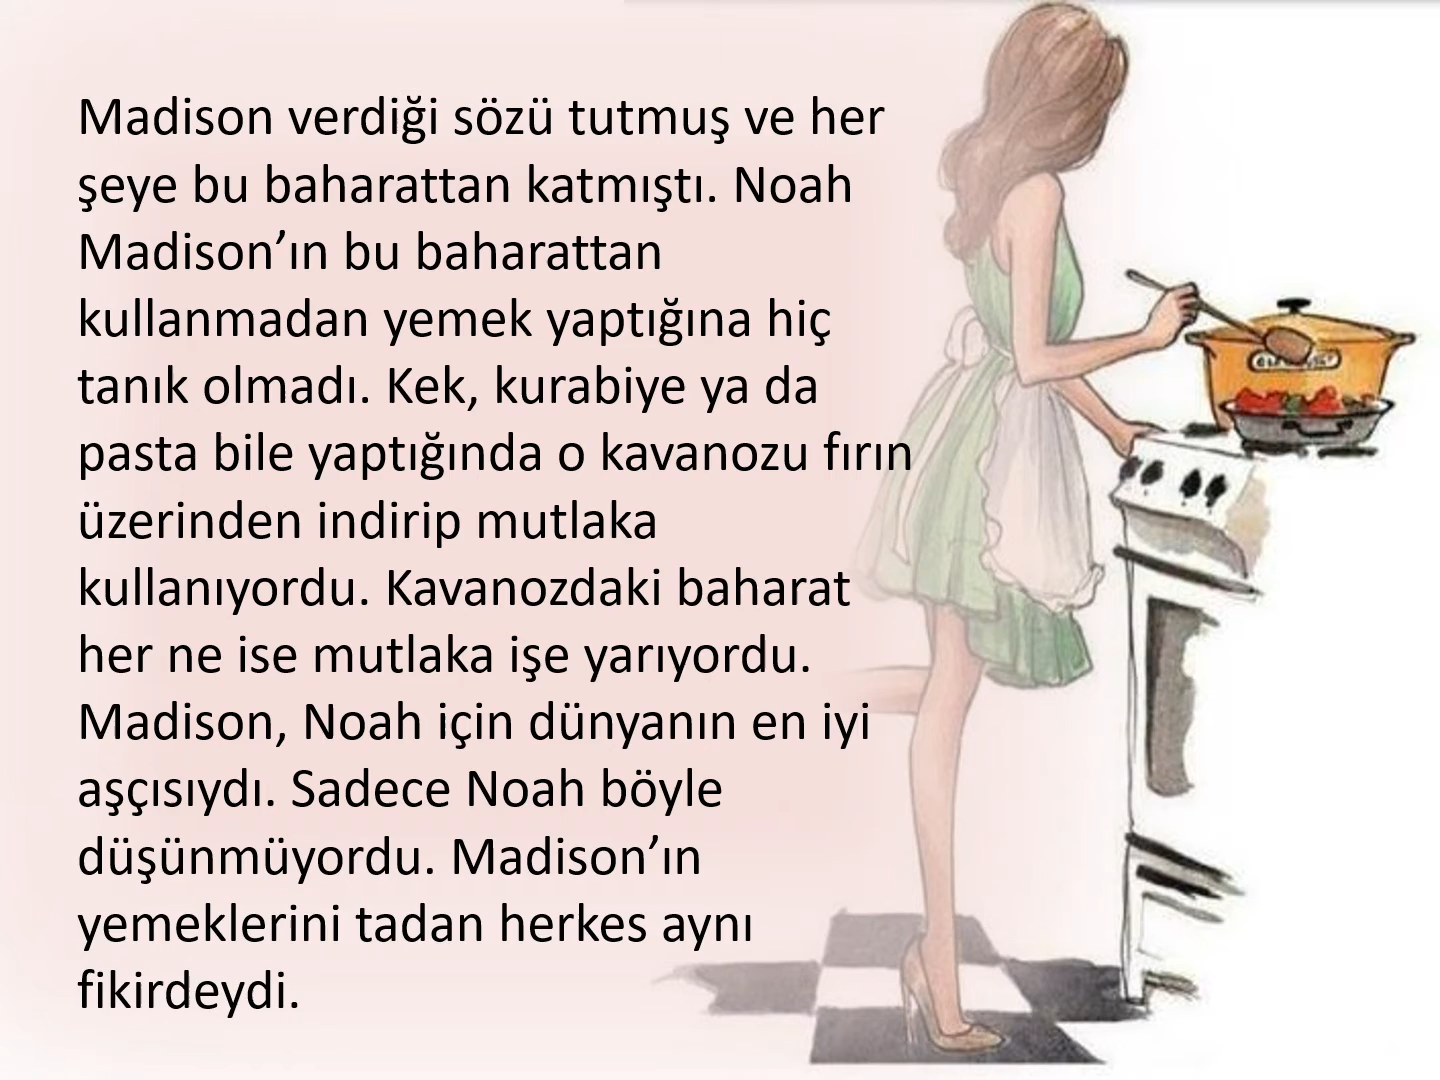 Madison verdiği sözü tutmuş ve her
şeye bu baharattan katmıştı. Noah
Madison’ın bu baharattan
kullanmadan yemek yaptığına hiç
tanık olmadı. Kek, kurabiye ya da
pasta bile yaptığında o kavanozu fırın
üzerinden indirip mutlaka
kullanıyordu. Kavanozdaki baharat
her ne ise mutlaka işe yarıyordu.
Madison, Noah için dünyanın en iyi
aşçısıydı. Sadece Noah böyle
düşünmüyordu. Madison’ın
yemeklerini tadan herkes aynı
fikirdeydi.